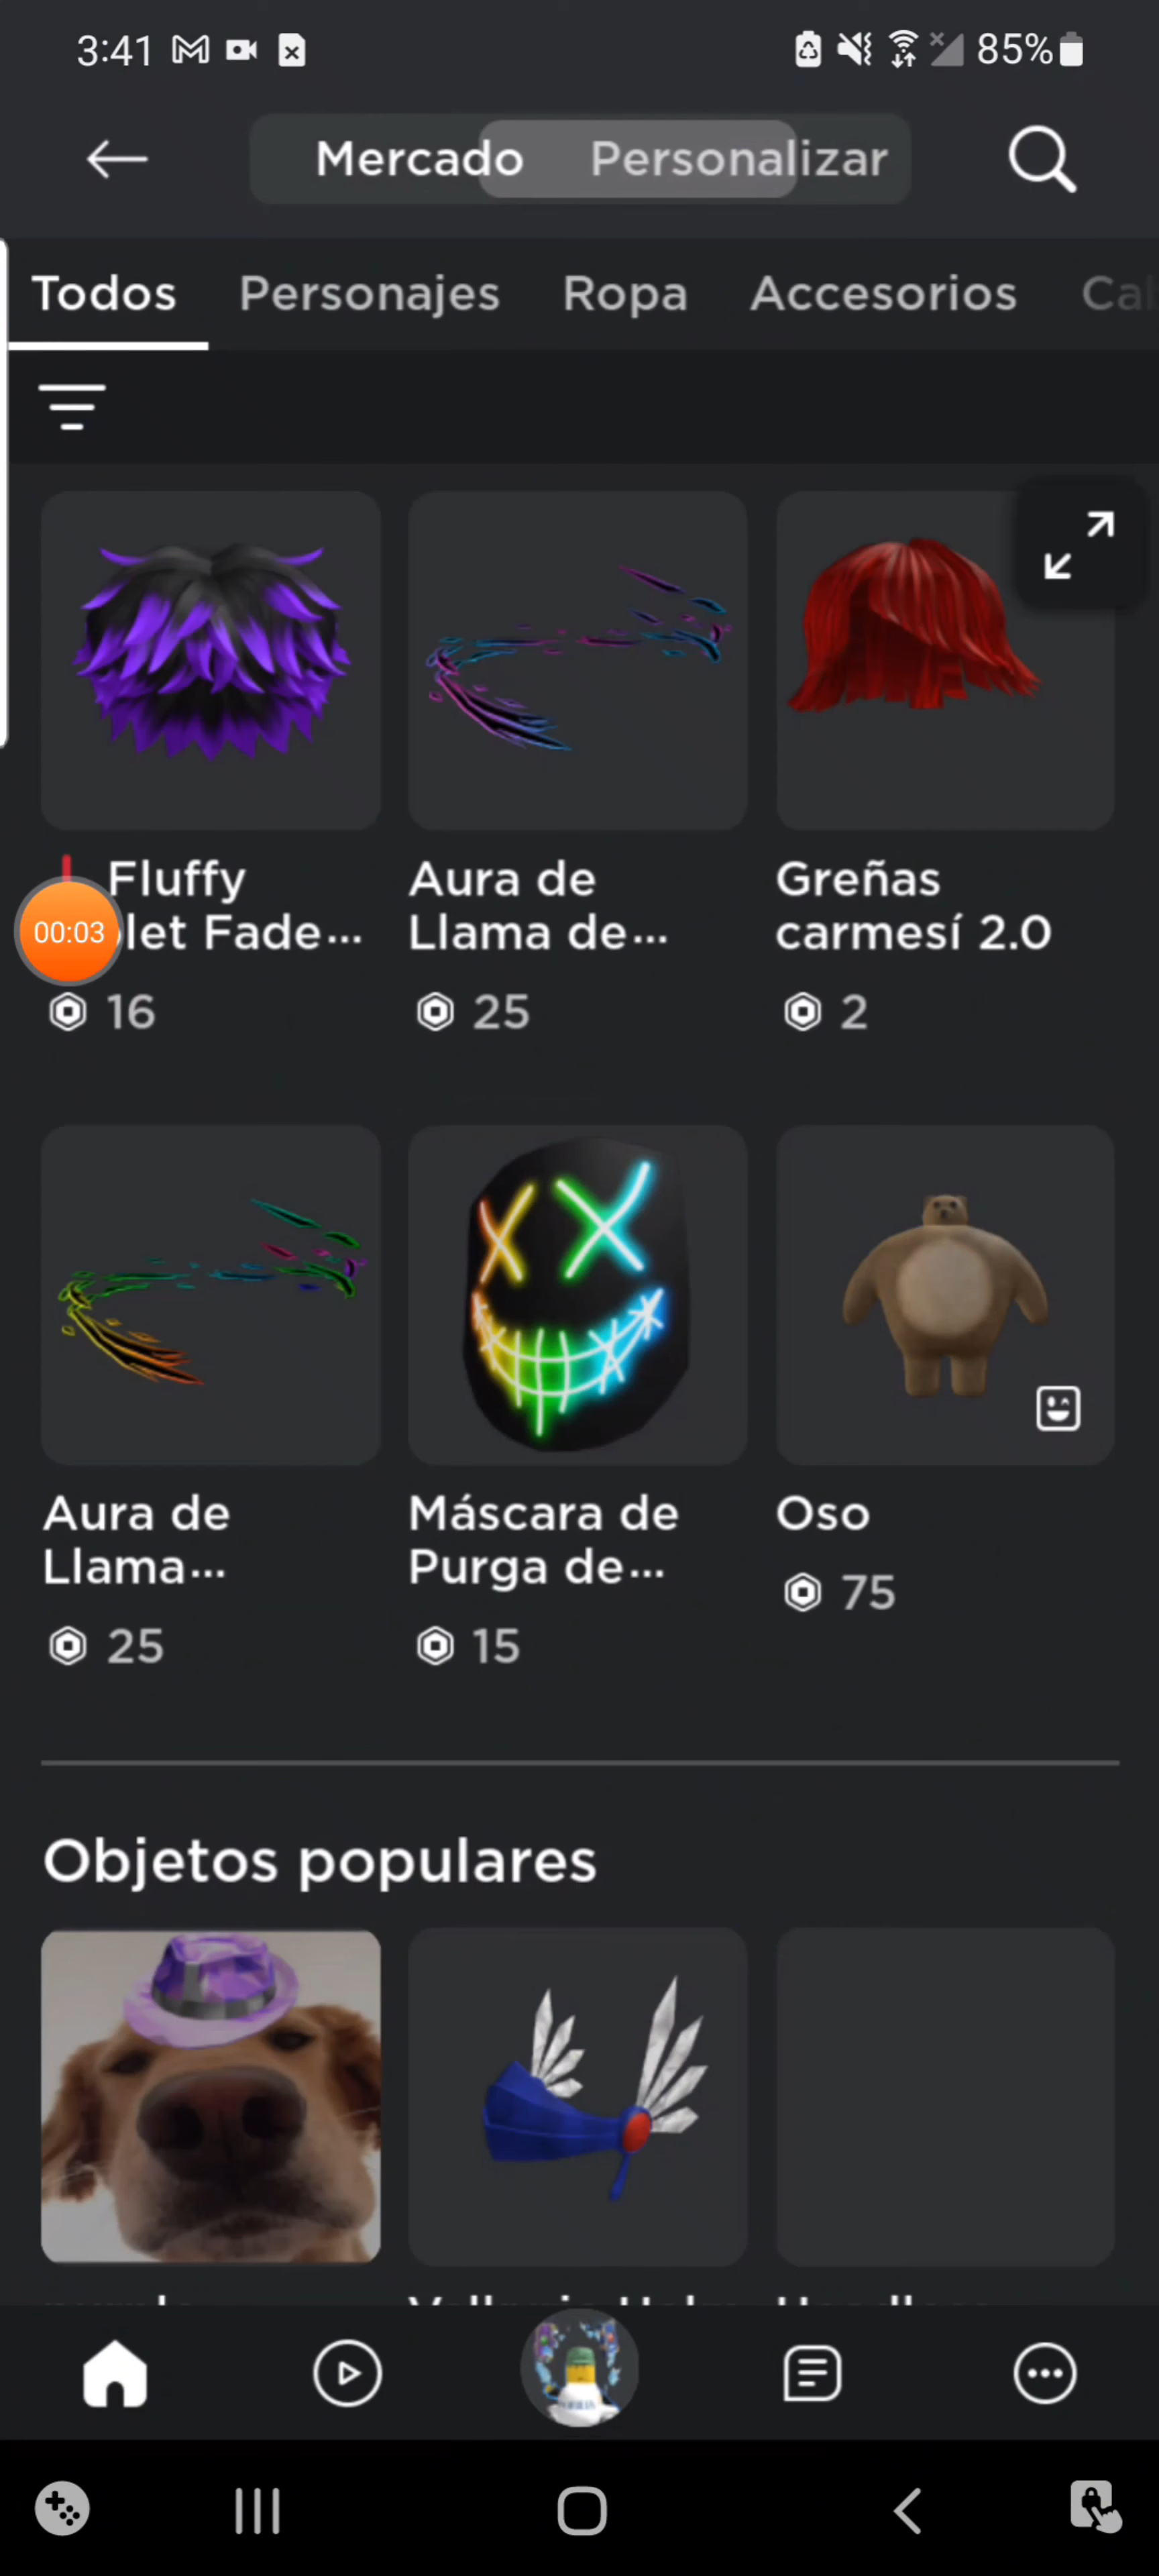 3:41 85%
Mercado Personalizar
Todos Personajes Ropa Accesorios
Fluffy Aura de Greñas
let Fade... Llama de... carmesí 2.0
00:03
16 25 2
Aura de Máscara de Oso
Llama... Purga de...
75
25 15
Objetos populares